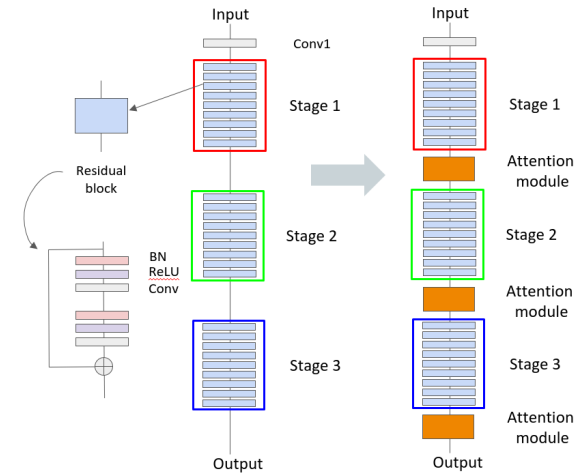 Input
Conv1
Stage 1
Residual
block
Stage 2
BN
ReLU
Conv
Stage 3
Output
Input
Stage 1
Attention
module
Stage 2
Attention
module
Stage 3
Attention
module
Output